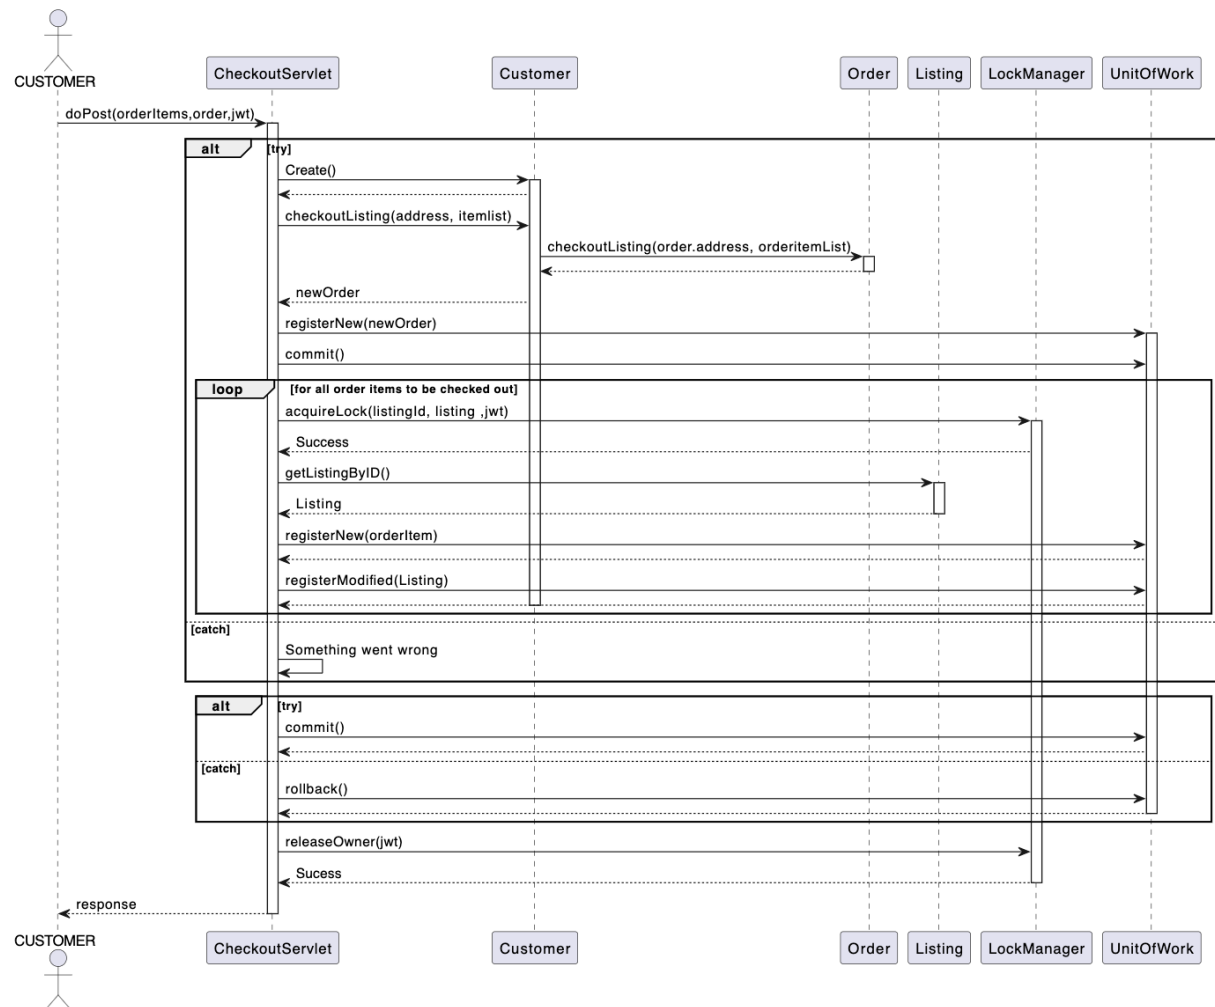 CUSTOMER
CheckoutServlet
Customer
Order
Listing
LockManager
UnitOfWork
doPost(orderItems,order,jwt)
alt
[try]
Create()
checkoutListing(address, itemlist)
checkoutListing(order.address, orderitemList)
newOrder
registerNew(newOrder)
commit()
loop
[for all order items to be checked out]
acquireLock(listingId, listing ,jwt)
Success
getListingByID()
Listing
registerNew(orderItem)
registerModified(Listing)
[catch]
Something went wrong
alt
[try]
commit()
[catch]
rollback()
releaseOwner(jwt)
Sucess
response
CUSTOMER
CheckoutServlet
Customer
Order
Listing
LockManager
UnitOfWork